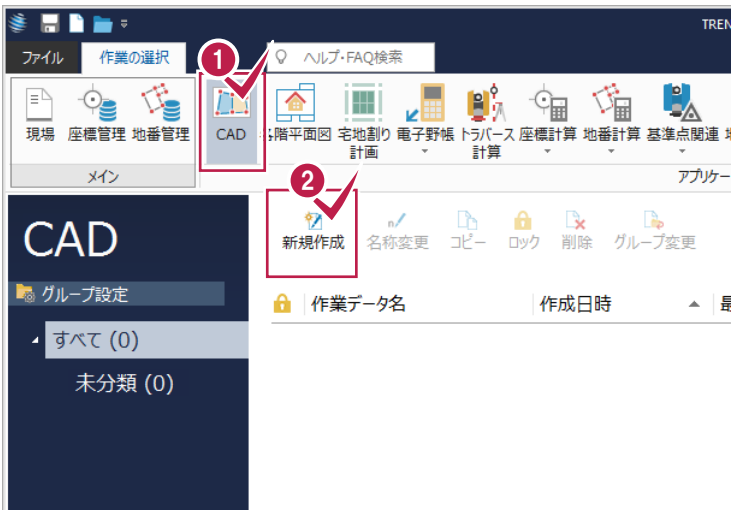 TREN
ファイル 作業の選択 ヘルプ・FAQ検索
1
現場 座標管理 地番管理 CAD 各階平面図 宅地割り計画 電子野帳 トラバース計算 座標計算 地番計算 基準点関連
メイン アプリケー
2
CAD
新規作成 名称変更 コピー ロック 削除 グループ変更
グループ設定
作業データ名 作成日時 最
すべて (0)
未分類 (0)